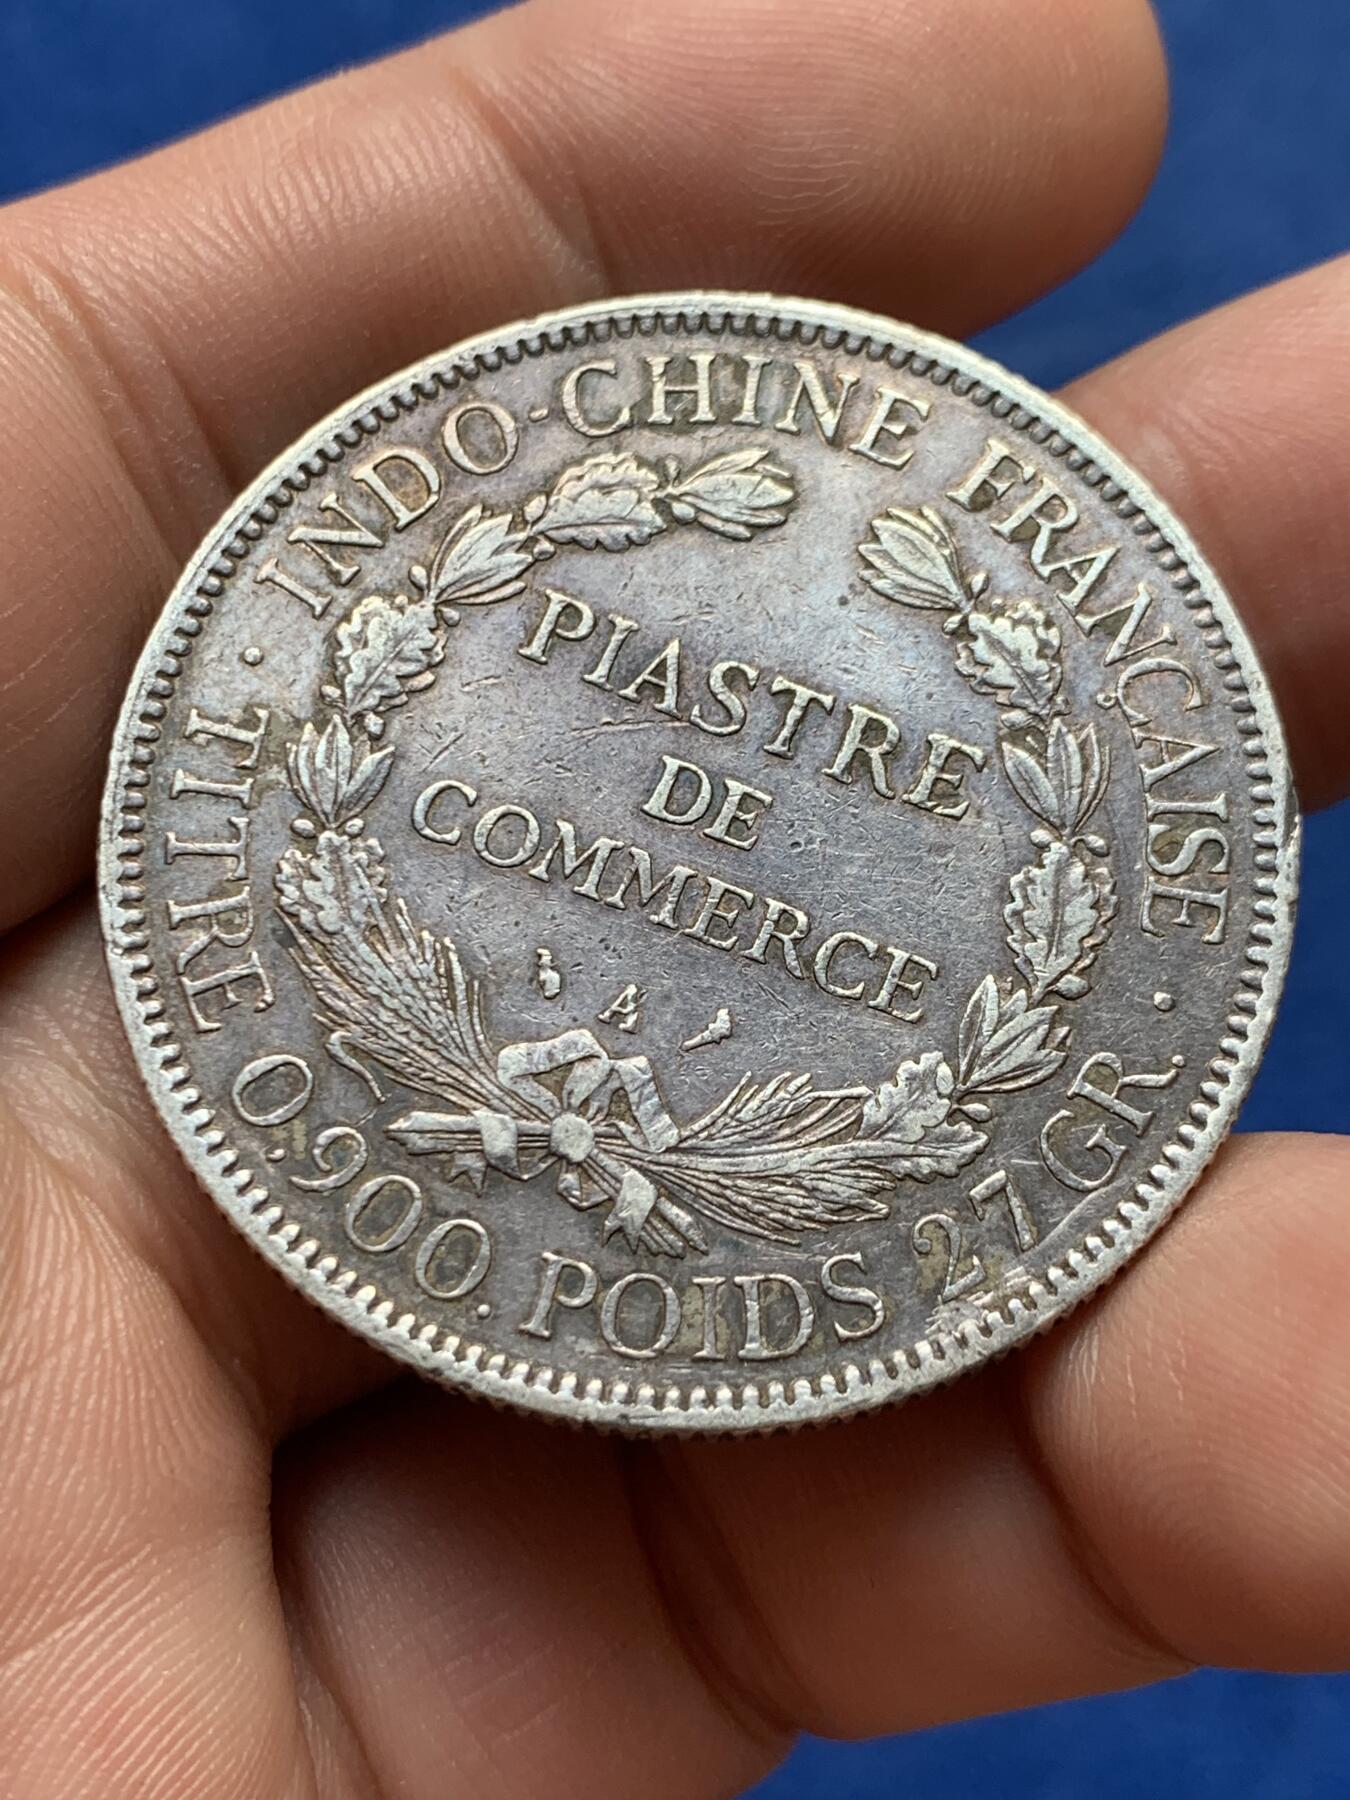 INDO-CHINE FRANÇAISE
PIASTRE
DE
COMMERCE
A
· TITRE 0,900. POIDS 27 GR. ·